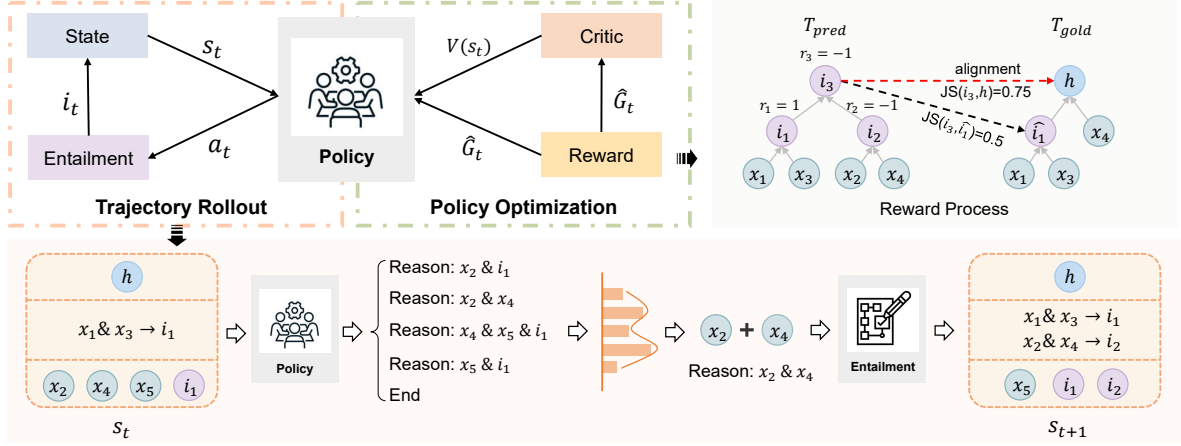 State
s_t
i_t
Entailment
a_t
Policy
Trajectory Rollout
V(s_t)
Critic
Ĝ_t
Ĝ_t
Reward
Policy Optimization
T_pred
T_gold
r_3 = −1
i_3
alignment
JS(i_3,h)=0.75
h
r_1 = 1
r_2 = −1
JS(i_3,î_1)=0.5
i_1
i_2
î_1
x_4
x_1
x_3
x_2
x_4
x_1
x_3
Reward Process
h
x_1 & x_3 → i_1
x_2
x_4
x_5
i_1
s_t
Policy
Reason: x_2 & i_1
Reason: x_2 & x_4
Reason: x_4 & x_5 & i_1
Reason: x_5 & i_1
End
x_2 + x_4
Reason: x_2 & x_4
Entailment
h
x_1 & x_3 → i_1
x_2 & x_4 → i_2
x_5
i_1
i_2
s_{t+1}